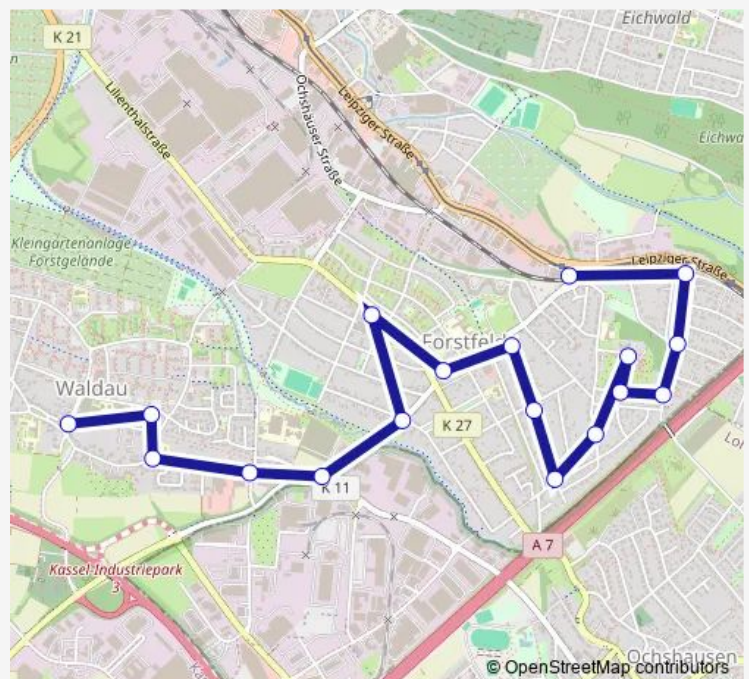 Eichwald
K 21
Lilienthalstraße
Ochshäuser Straße
Leipziger Straße
Eichwa
Kleingartenanlage
Forstgelände
Leipziger Straße
Forstfeld
Waldau
K 27
K 11
A 7
Kassel-Industriepark
3
Ochshausen
© OpenStreetMap contributors